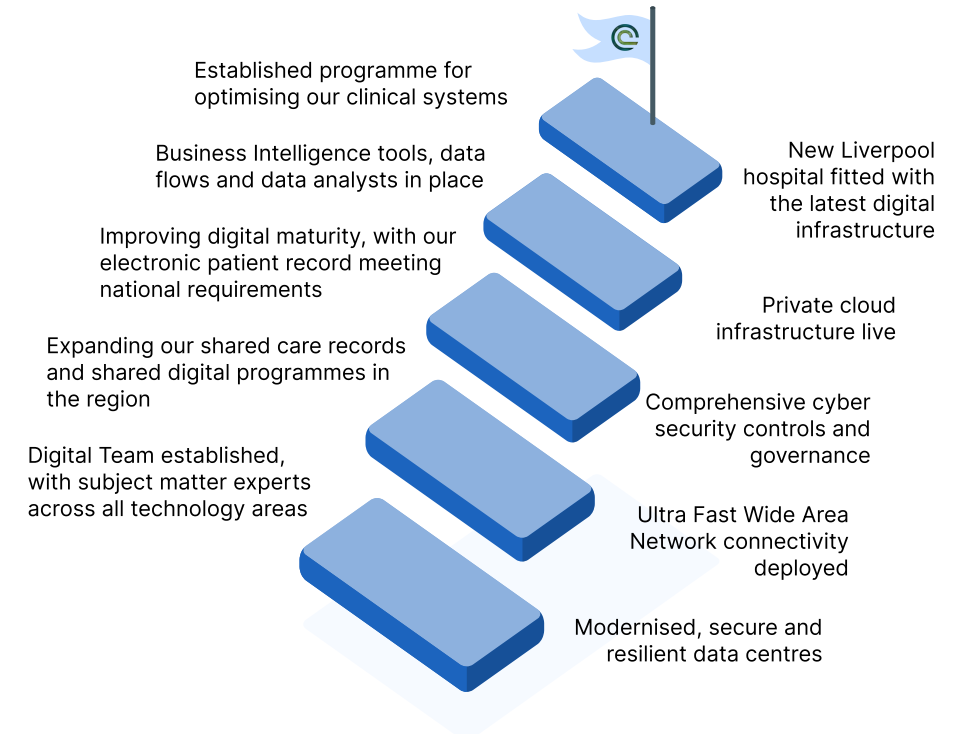 Established programme for
optimising our clinical systems
Business Intelligence tools, data
flows and data analysts in place
Improving digital maturity, with our
electronic patient record meeting
national requirements
Expanding our shared care records
and shared digital programmes in
the region
Digital Team established,
with subject matter experts
across all technology areas
New Liverpool
hospital fitted with
the latest digital
infrastructure
Private cloud
infrastructure live
Comprehensive cyber
security controls and
governance
Ultra Fast Wide Area
Network connectivity
deployed
Modernised, secure and
resilient data centres